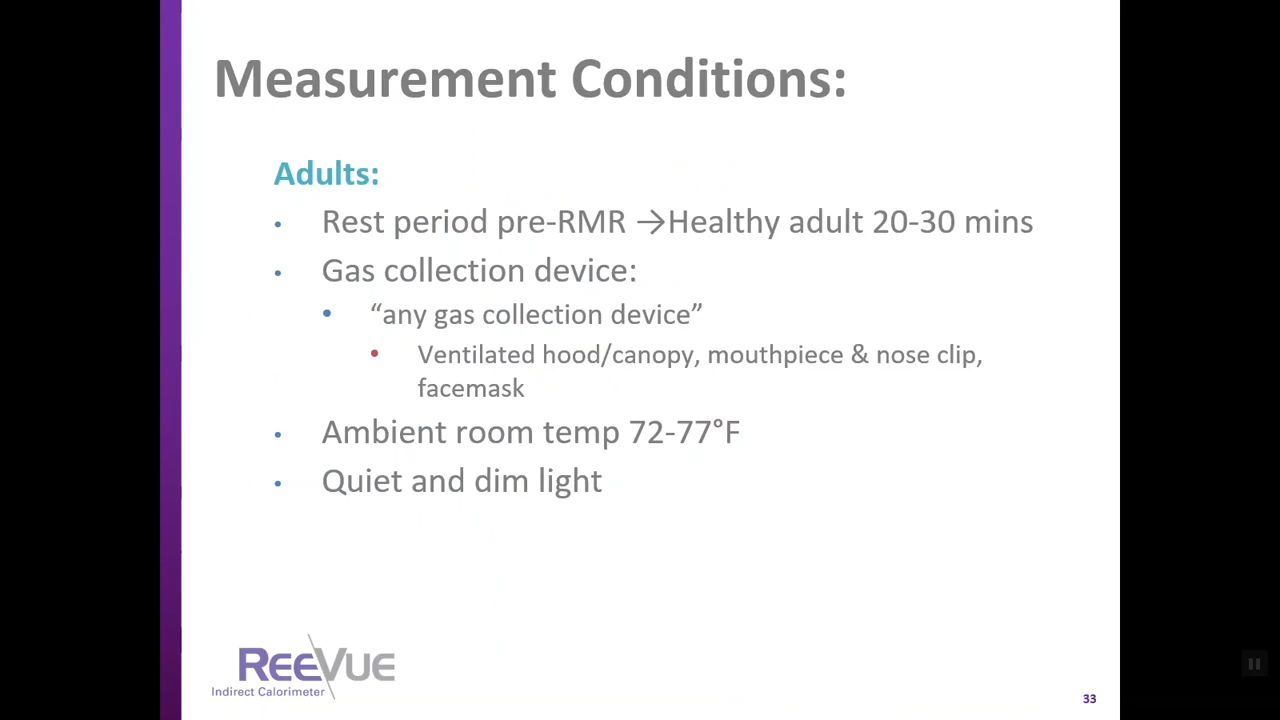 Measurement Conditions:
Adults:
• Rest period pre-RMR →Healthy adult 20-30 mins
• Gas collection device:
• “any gas collection device”
• Ventilated hood/canopy, mouthpiece & nose clip,
facemask
• Ambient room temp 72-77°F
• Quiet and dim light
REEVUE
Indirect Calorimeter
33